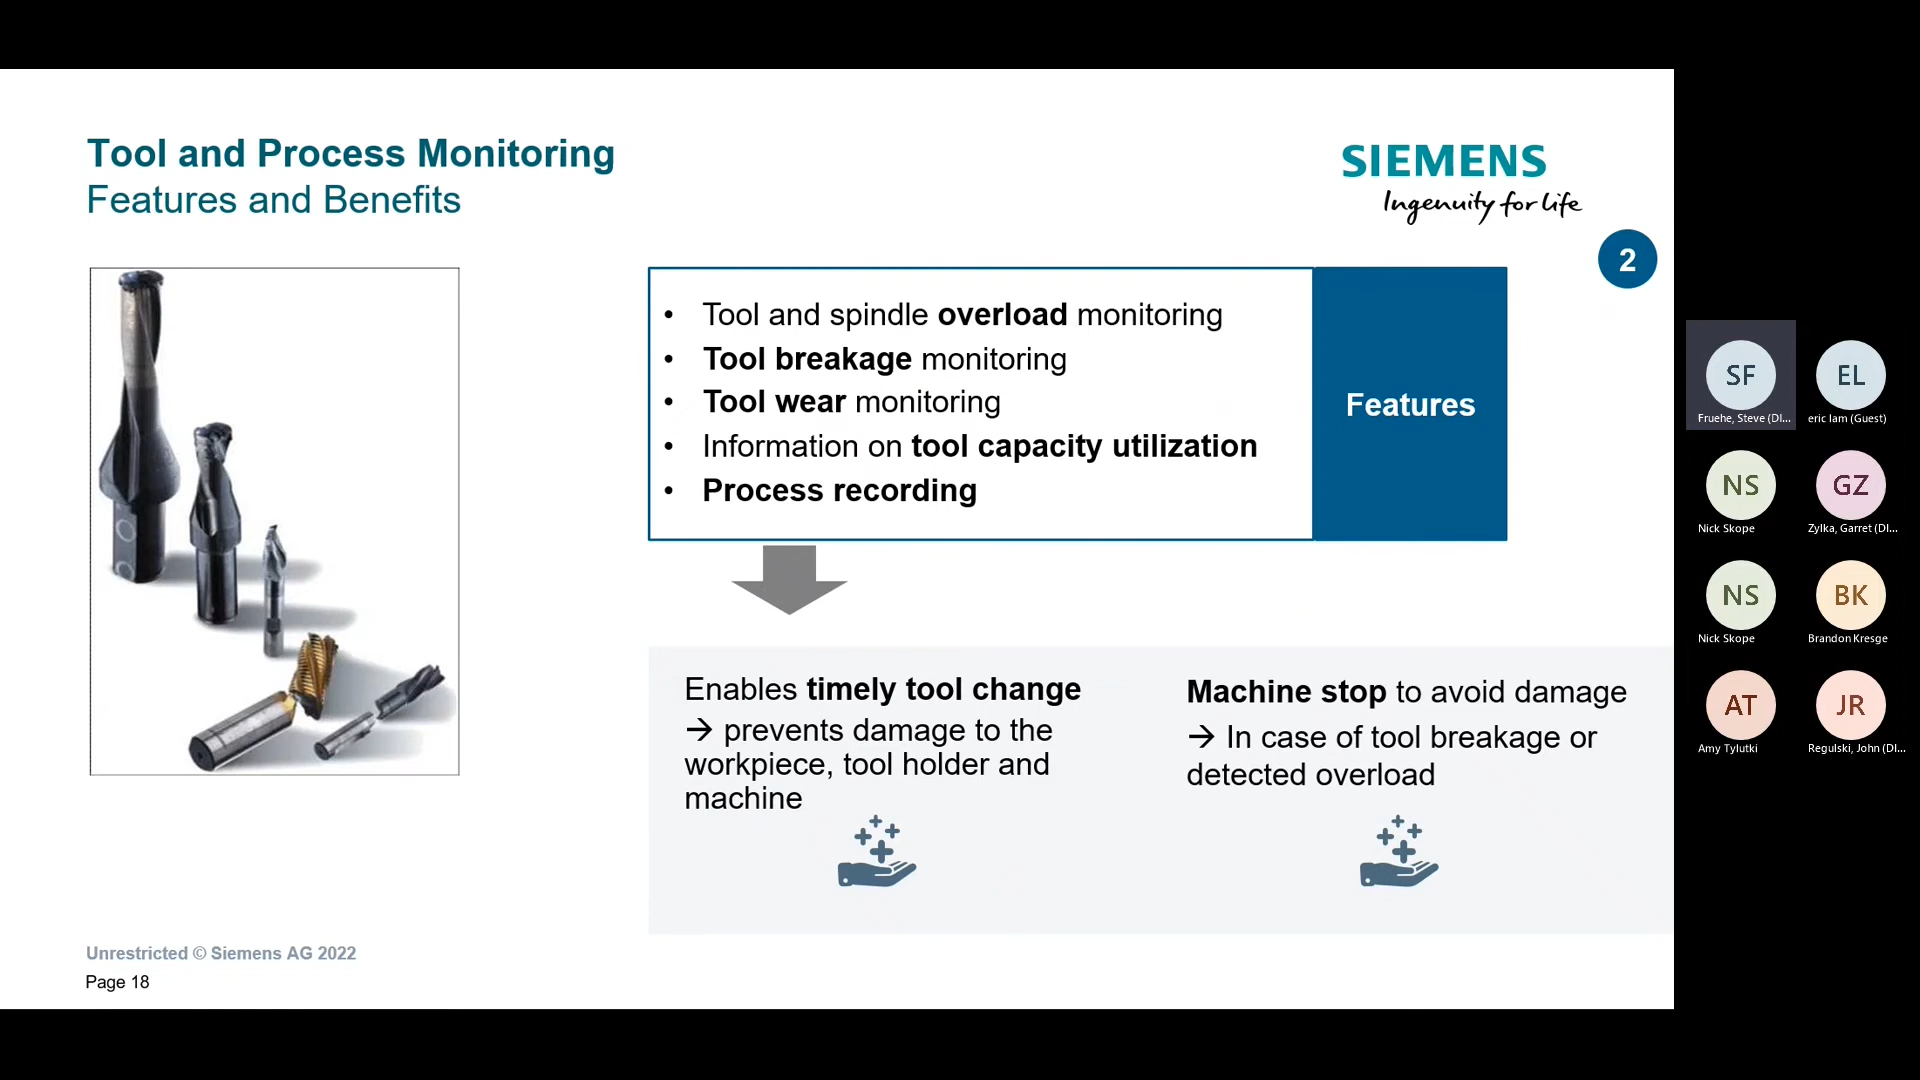 Tool and Process Monitoring
Features and Benefits
SIEMENS
Ingenuity for life
2
• Tool and spindle overload monitoring
• Tool breakage monitoring
• Tool wear monitoring
• Information on tool capacity utilization
• Process recording
Features
Enables timely tool change
→ prevents damage to the
workpiece, tool holder and
machine
Machine stop to avoid damage
→ In case of tool breakage or
detected overload
Unrestricted © Siemens AG 2022
Page 18
SF
Fruehe, Steve (DI...
EL
eric lam (Guest)
NS
Nick Skope
GZ
Zylka, Garret (DI...
NS
Nick Skope
BK
Brandon Kresge
AT
Amy Tylutki
JR
Regulski, John (DI...